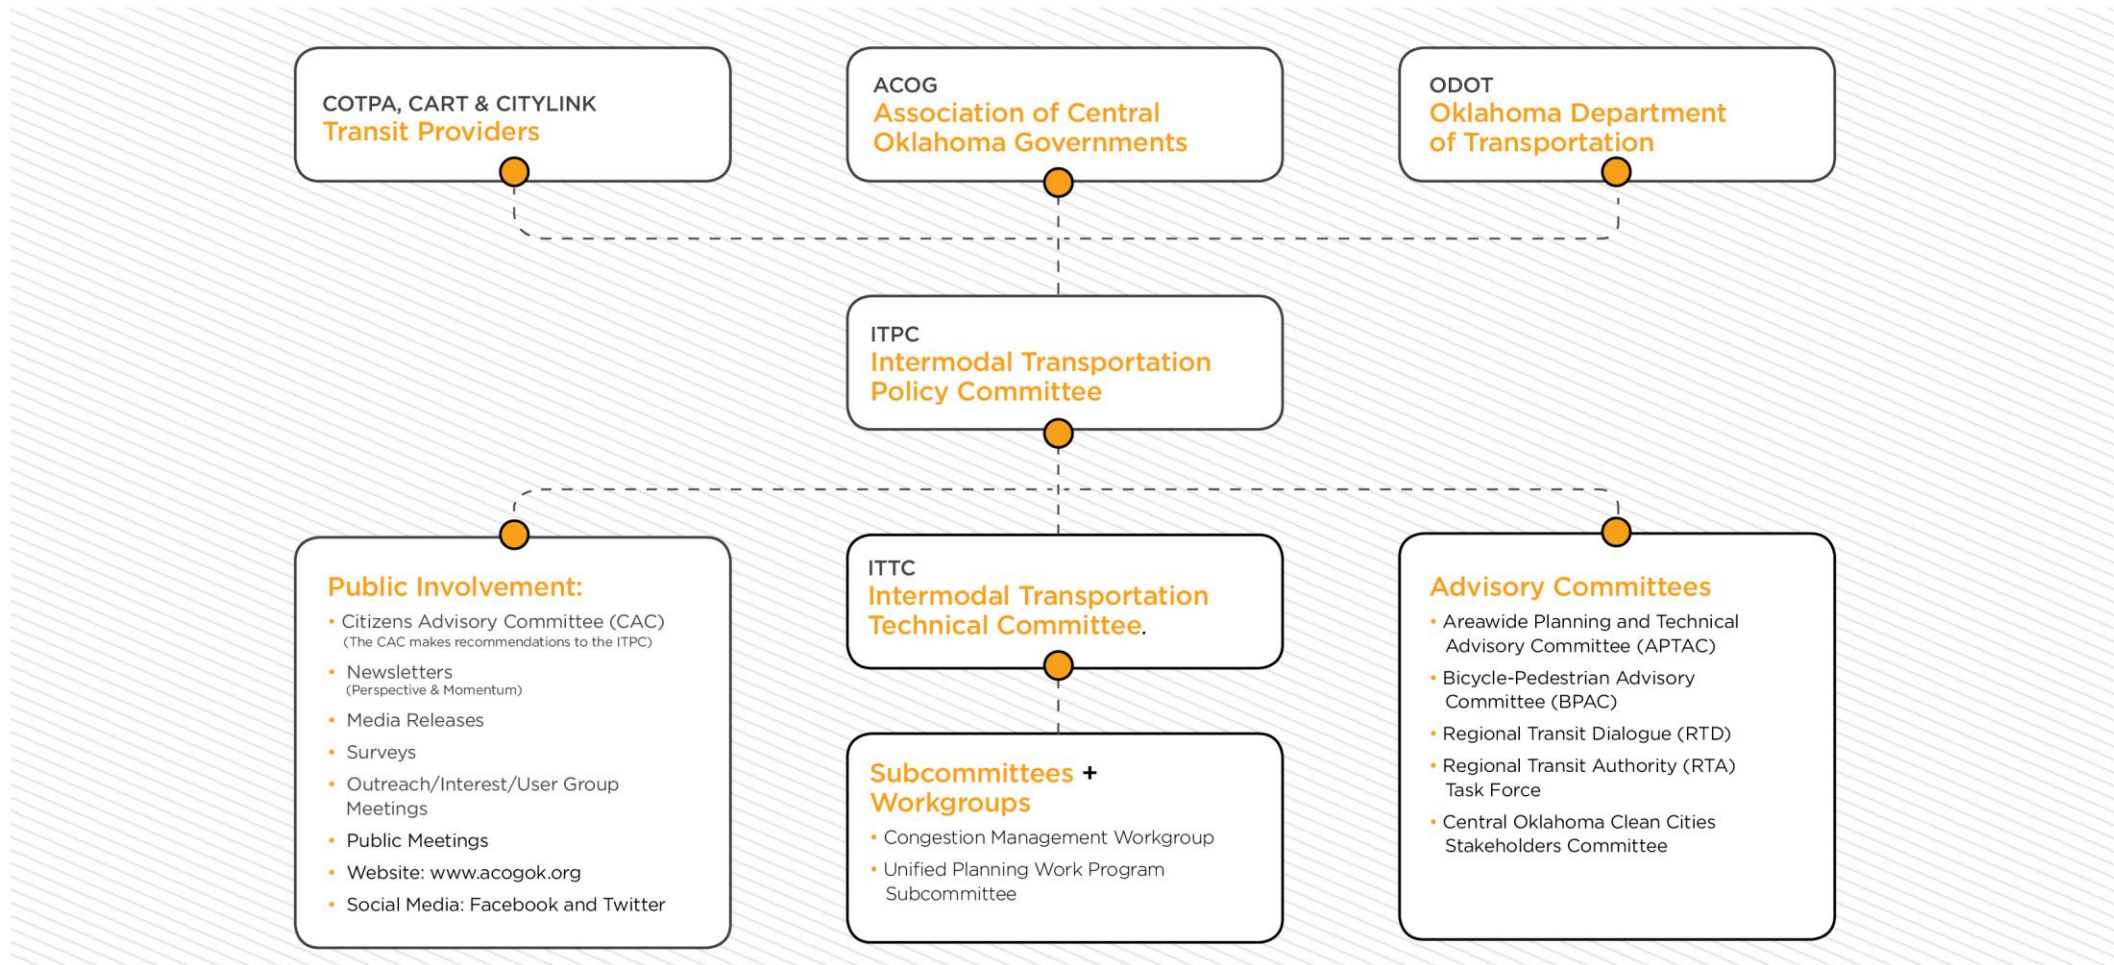 COTPA, CART & CITYLINK
Transit Providers
ACOG
Association of Central
Oklahoma Governments
ODOT
Oklahoma Department
of Transportation
ITPC
Intermodal Transportation
Policy Committee
Public Involvement:
• Citizens Advisory Committee (CAC)
(The CAC makes recommendations to the ITPC)
• Newsletters
(Perspective & Momentum)
• Media Releases
• Surveys
• Outreach/Interest/User Group
Meetings
• Public Meetings
• Website: www.acogok.org
• Social Media: Facebook and Twitter
ITTC
Intermodal Transportation
Technical Committee.
Subcommittees +
Workgroups
• Congestion Management Workgroup
• Unified Planning Work Program
Subcommittee
Advisory Committees
• Areawide Planning and Technical
Advisory Committee (APTAC)
• Bicycle-Pedestrian Advisory
Committee (BPAC)
• Regional Transit Dialogue (RTD)
• Regional Transit Authority (RTA)
Task Force
• Central Oklahoma Clean Cities
Stakeholders Committee